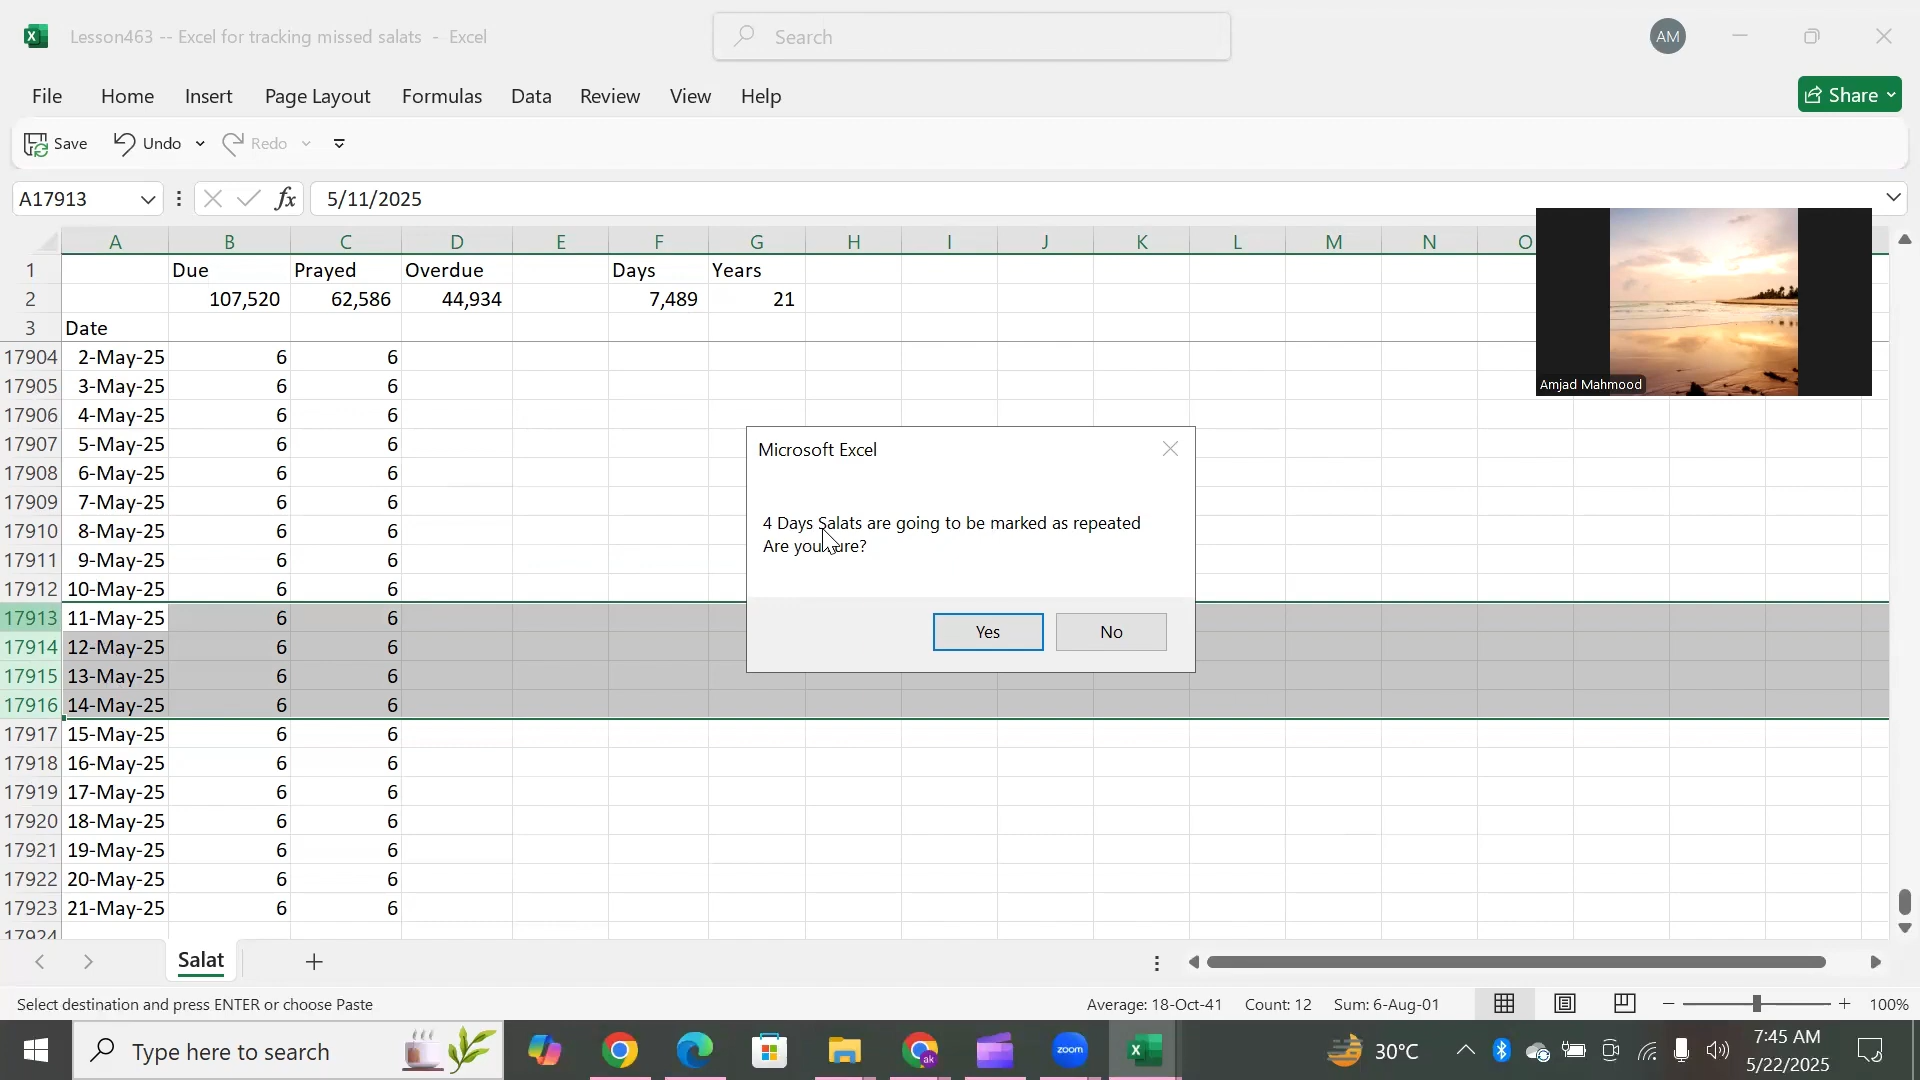 Lesson463 -- Excel for tracking missed salats - Excel
Search
AM
File Home Insert Page Layout Formulas Data Review View Help
Share
Save Undo Redo
A17913 fx 5/11/2025
A B C D E F G H I J K L M N O
1 Due Prayed Overdue Days Years
2 107,520 62,586 44,934 7,489 21
3 Date
17904 2-May-25 6 6
17905 3-May-25 6 6
17906 4-May-25 6 6
17907 5-May-25 6 6
17908 6-May-25 6 6
17909 7-May-25 6 6
17910 8-May-25 6 6
17911 9-May-25 6 6
17912 10-May-25 6 6
17913 11-May-25 6 6
17914 12-May-25 6 6
17915 13-May-25 6 6
17916 14-May-25 6 6
17917 15-May-25 6 6
17918 16-May-25 6 6
17919 17-May-25 6 6
17920 18-May-25 6 6
17921 19-May-25 6 6
17922 20-May-25 6 6
17923 21-May-25 6 6
17924
Amjad Mahmood
Microsoft Excel
4 Days Salats are going to be marked as repeated
Are you sure?
Yes No
Salat
Select destination and press ENTER or choose Paste
Average: 18-Oct-41 Count: 12 Sum: 6-Aug-01
100%
Type here to search
ak
zoom
30°C
7:45 AM
5/22/2025